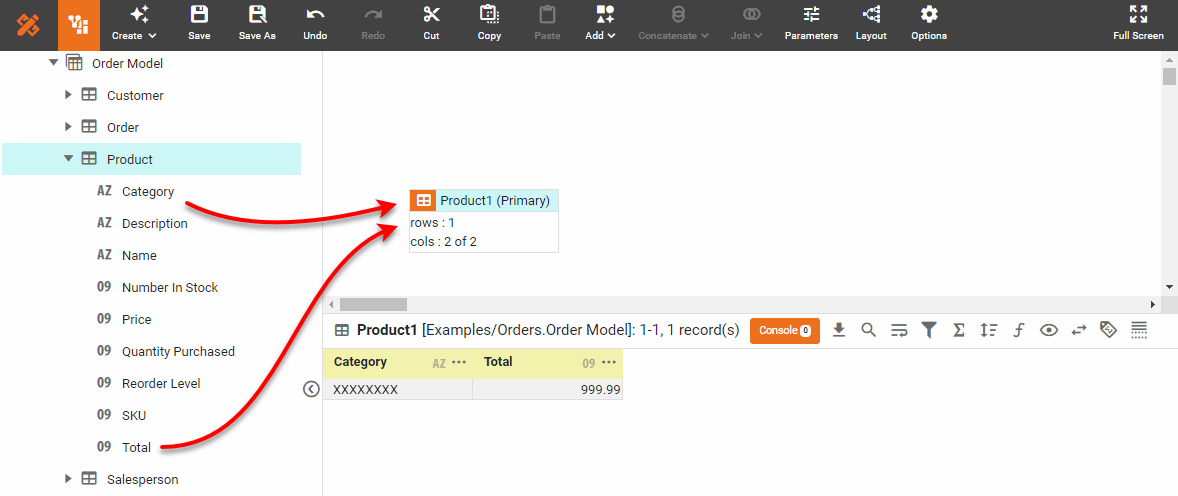 Create Save Save As Undo Redo Cut Copy Paste Add Concatenate Join Parameters Layout Options Full Screen
Order Model
Customer
Order
Product
AZ Category
AZ Description
AZ Name
09 Number In Stock
09 Price
09 Quantity Purchased
09 Reorder Level
09 SKU
09 Total
Salesperson
Product1 (Primary)
rows : 1
cols : 2 of 2
Product1 [Examples/Orders.Order Model]: 1-1, 1 record(s) Console 0
Category AZ ••• Total 09 •••
XXXXXXXX 999.99